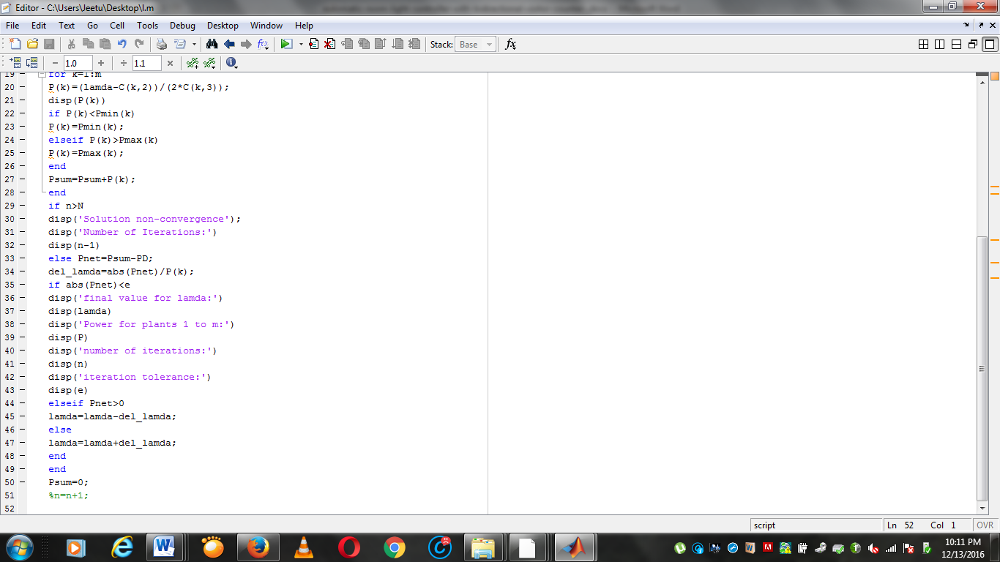 Editor - C:\Users\Jeetu\Desktop\l.m
File Edit Text Go Cell Tools Debug Desktop Window Help
Stack: Base fx
− 1.0 + ÷ 1.1 ×
19 for k=1:m
20 P(k)=(lamda-C(k,2))/(2*C(k,3));
21 disp(P(k))
22 if P(k)<Pmin(k)
23 P(k)=Pmin(k);
24 elseif P(k)>Pmax(k)
25 P(k)=Pmax(k);
26 end
27 Psum=Psum+P(k);
28 end
29 if n>N
30 disp('Solution non-convergence');
31 disp('Number of Iterations:')
32 disp(n-1)
33 else Pnet=Psum-PD;
34 del_lamda=abs(Pnet)/P(k);
35 if abs(Pnet)<e
36 disp('final value for lamda:')
37 disp(lamda)
38 disp('Power for plants 1 to m:')
39 disp(P)
40 disp('number of iterations:')
41 disp(n)
42 disp('iteration tolerance:')
43 disp(e)
44 elseif Pnet>0
45 lamda=lamda-del_lamda;
46 else
47 lamda=lamda+del_lamda;
48 end
49 end
50 Psum=0;
51 %n=n+1;
52
script Ln 52 Col 1 OVR
10:11 PM
12/13/2016